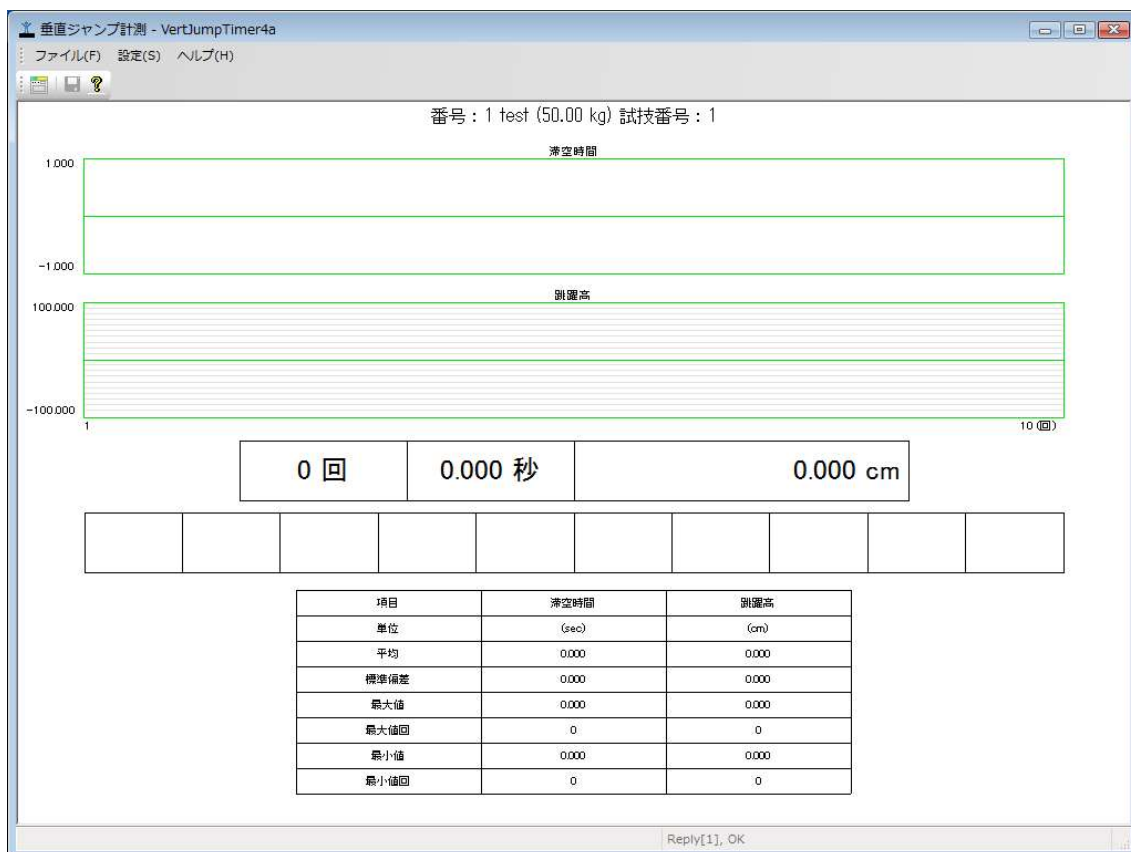 垂直ジャンプ計測 - VertJumpTimer4a
ファイル(F) 設定(S) ヘルプ(H)
番号：1 test (50.00 kg) 試技番号：1
滞空時間
1.000
-1.000
跳躍高
100.000
-100.000
1 10 (回)
0 回 0.000 秒 0.000 cm
項目 滞空時間 跳躍高
単位 (sec) (cm)
平均 0.000 0.000
標準偏差 0.000 0.000
最大値 0.000 0.000
最大値回 0 0
最小値 0.000 0.000
最小値回 0 0
Reply[1], OK